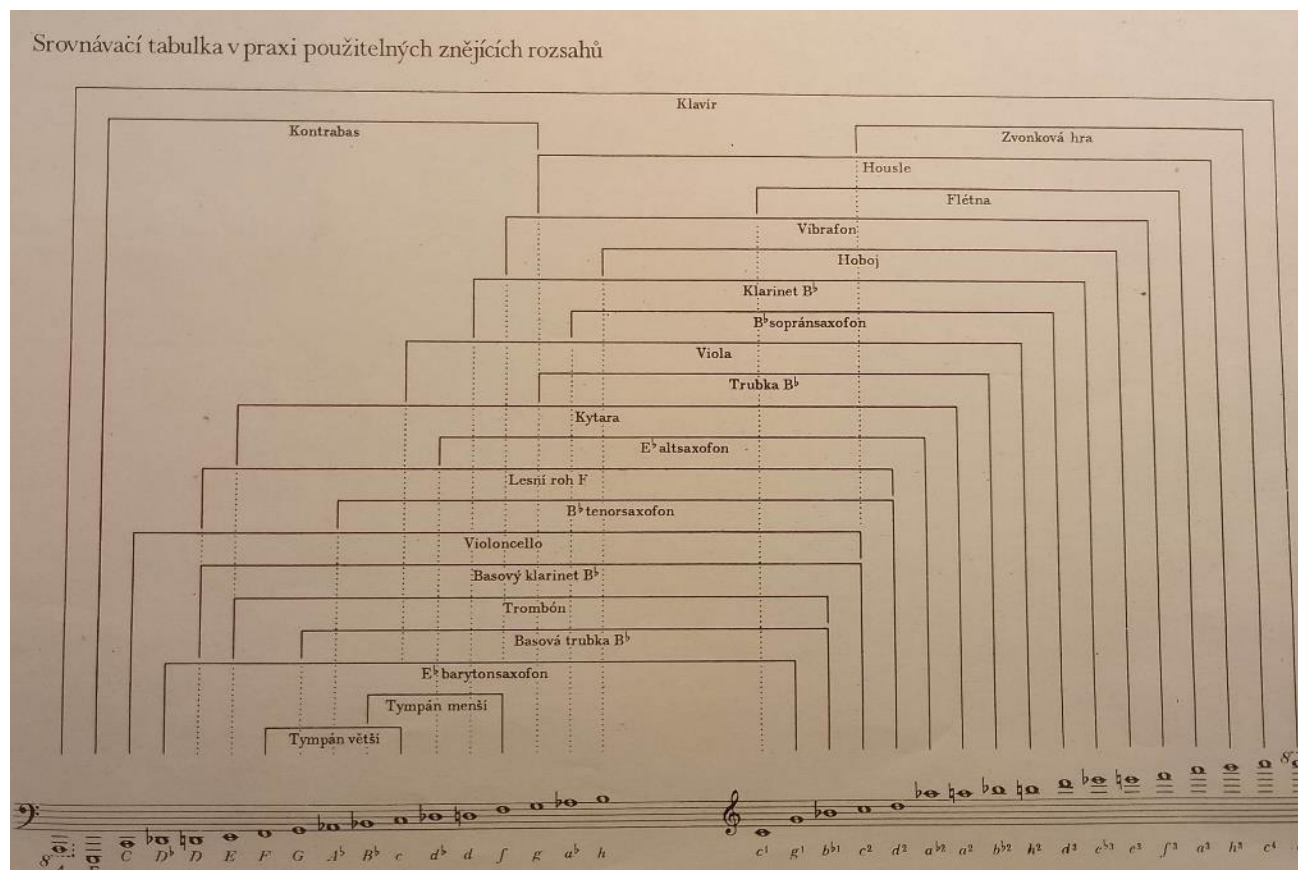 Srovnávací tabulka v praxi použitelných znějících rozsahů
Klavír
Kontrabas
Zvonková hra
Housle
Flétna
Vibrafon
Hoboj
Klarinet B♭
B♭sopránsaxofon
Viola
Trubka B♭
Kytara
E♭altsaxofon
Lesní roh F
B♭tenorsaxofon
Violoncello
Basový klarinet B♭
Trombón
Basová trubka B♭
E♭barytonsaxofon
Tympán menší
Tympán větší
8 C D♭ D E F G A♭ B♭ c d♭ d f g a♭ h c¹ g¹ b♭¹ c² d² a♭² a² b♭² h² d³ e♭³ e³ f³ a³ h³ c⁴ 8